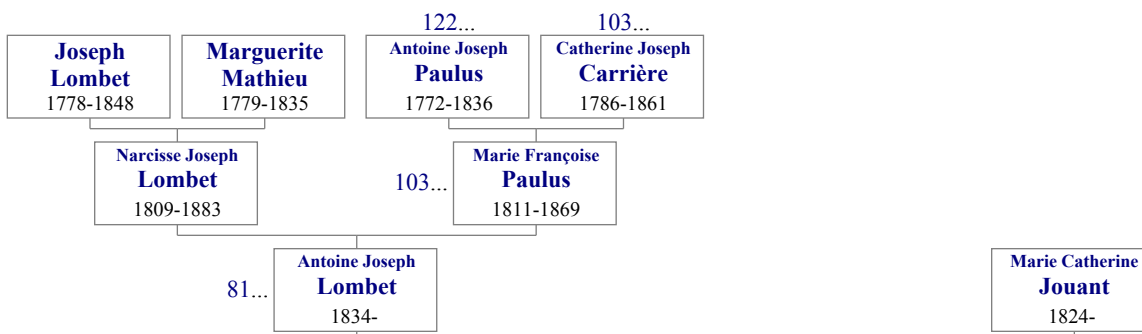 122...
103...
Joseph
Lombet
1778-1848
Marguerite
Mathieu
1779-1835
Antoine Joseph
Paulus
1772-1836
Catherine Joseph
Carrière
1786-1861
Narcisse Joseph
Lombet
1809-1883
103...
Marie Françoise
Paulus
1811-1869
81...
Antoine Joseph
Lombet
1834-
Marie Catherine
Jouant
1824-